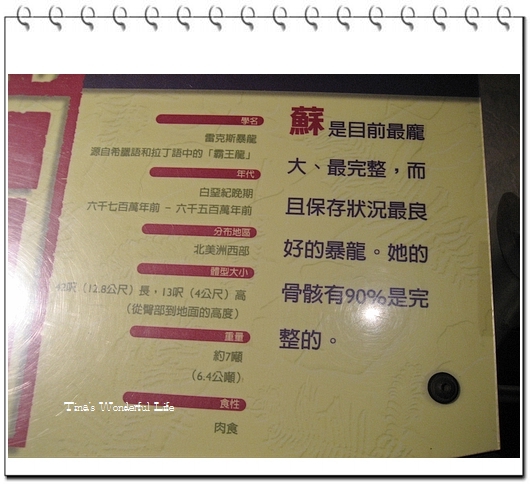 學名
雷克斯暴龍
源自希臘語和拉丁語中的「霸王龍」
年代
白堊紀晚期
六千七百萬年前 – 六千五百萬年前
分布地區
北美洲西部
體型大小
42呎（12.8公尺）長，13呎（4公尺）高
（從臀部到地面的高度）
重量
約7噸
（6.4公噸）
食性
肉食
蘇是目前最龐
大、最完整，而
且保存狀況最良
好的暴龍。她的
骨骸有90%是完
整的。
Tina's Wonderful Life